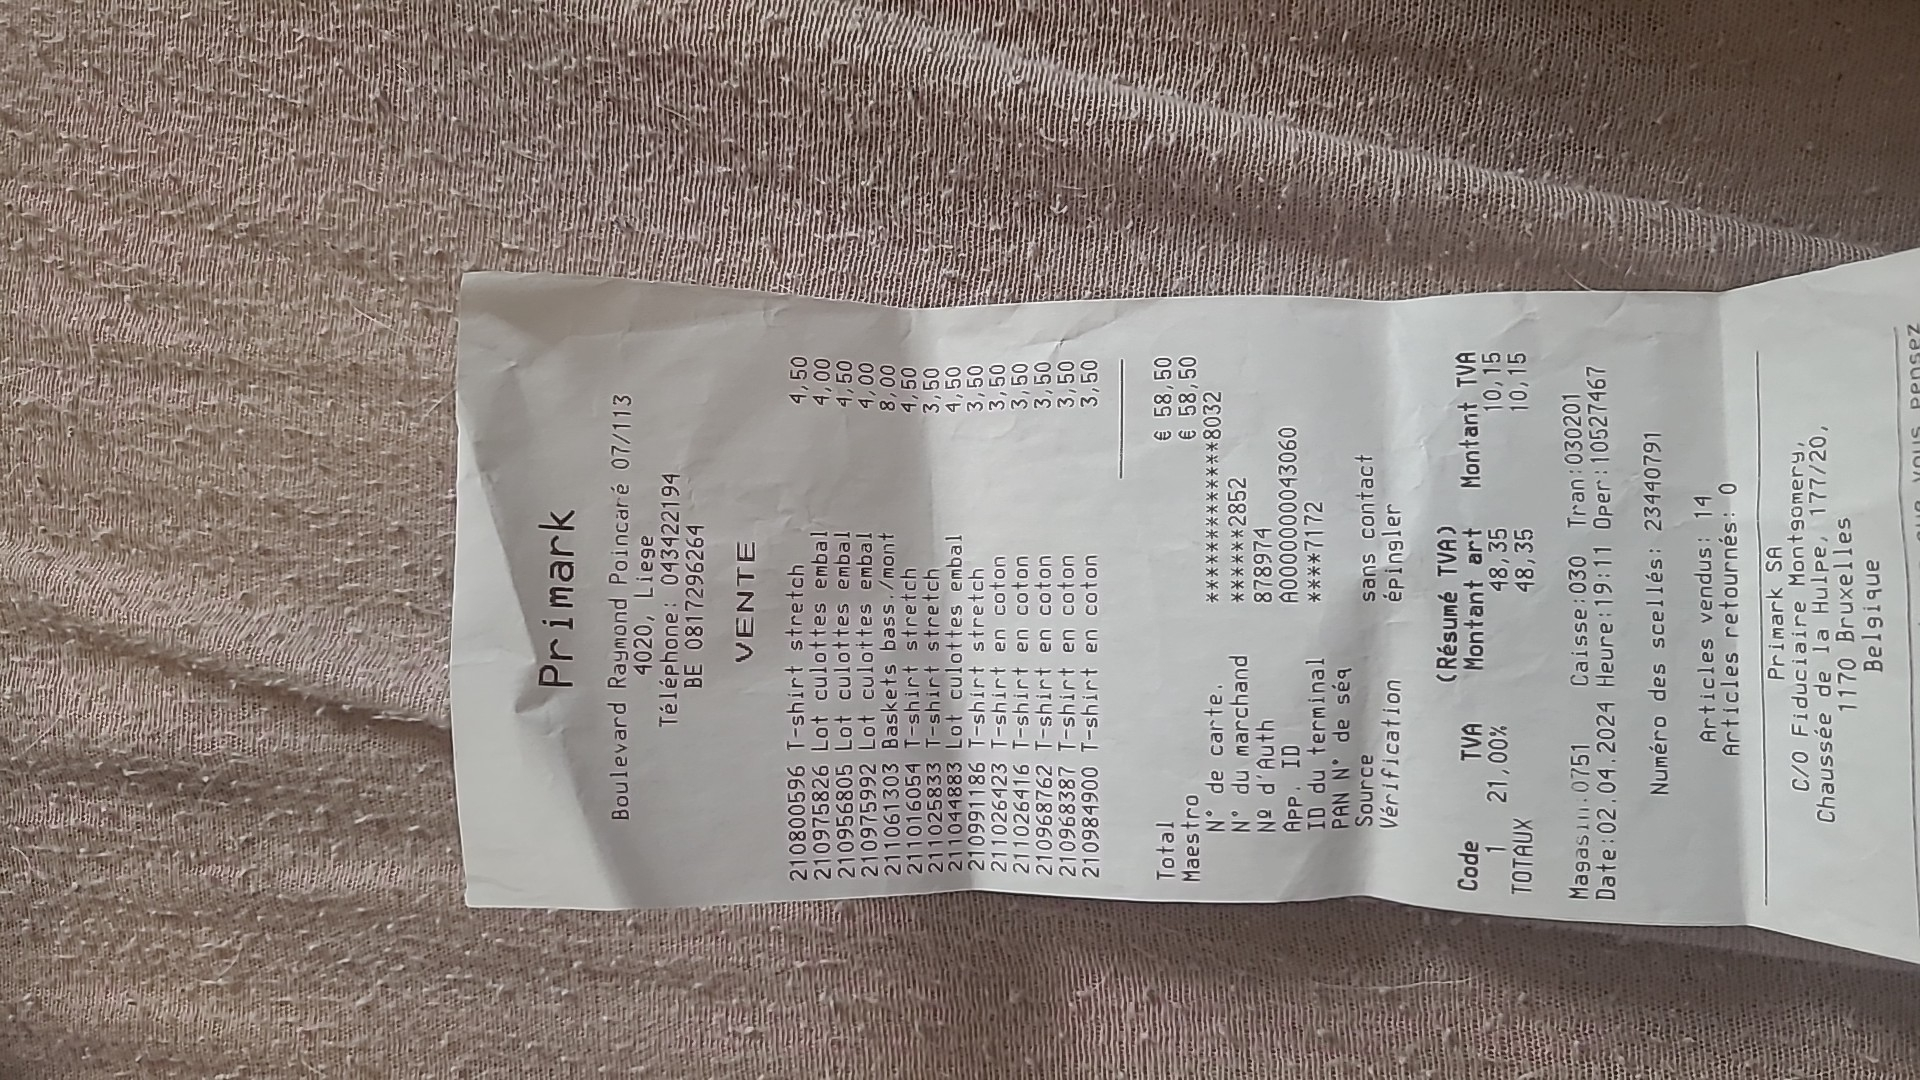 Primark
Boulevard Raymond Poincaré 07/113
4020, Liege
Téléphone: 043422194
BE 0817296264
VENTE
210800596 T-shirt stretch 4,50
210975826 Lot culottes embal 4,00
210956805 Lot culottes embal 4,50
210975992 Lot culottes embal 4,00
211061303 Baskets bass./mont 8,00
211016054 T-shirt stretch 4,50
211025833 T-shirt stretch 3,50
211044883 Lot culottes embal 4,50
210991186 T-shirt stretch 3,50
211026423 T-shirt en coton 3,50
211026416 T-shirt en coton 3,50
210968762 T-shirt en coton 3,50
210968387 T-shirt en coton 3,50
210984900 T-shirt en coton 3,50
Total € 58,50
Maestro € 58,50
N° de carte. *************8032
N° du marchand ******2852
Nº d'Auth 878974
App. ID A0000000043060
ID du terminal ****7172
PAN N° de séq
Source sans contact
Vérification épingler
(Résumé TVA)
Code TVA Montant art Montant TVA
1 21,00% 48,35 10,15
TOTAUX 48,35 10,15
Magasin:0751 Caisse:030 Tran:030201
Date:02.04.2024 Heure:19:11 Oper:10527467
Numéro des scellés: 23440791
Articles vendus: 14
Articles retournés: 0
Primark SA
C/O Fiduciaire Montgomery,
Chaussée de la Hulpe, 177/20,
1170 Bruxelles
Belgique
que vous pensez